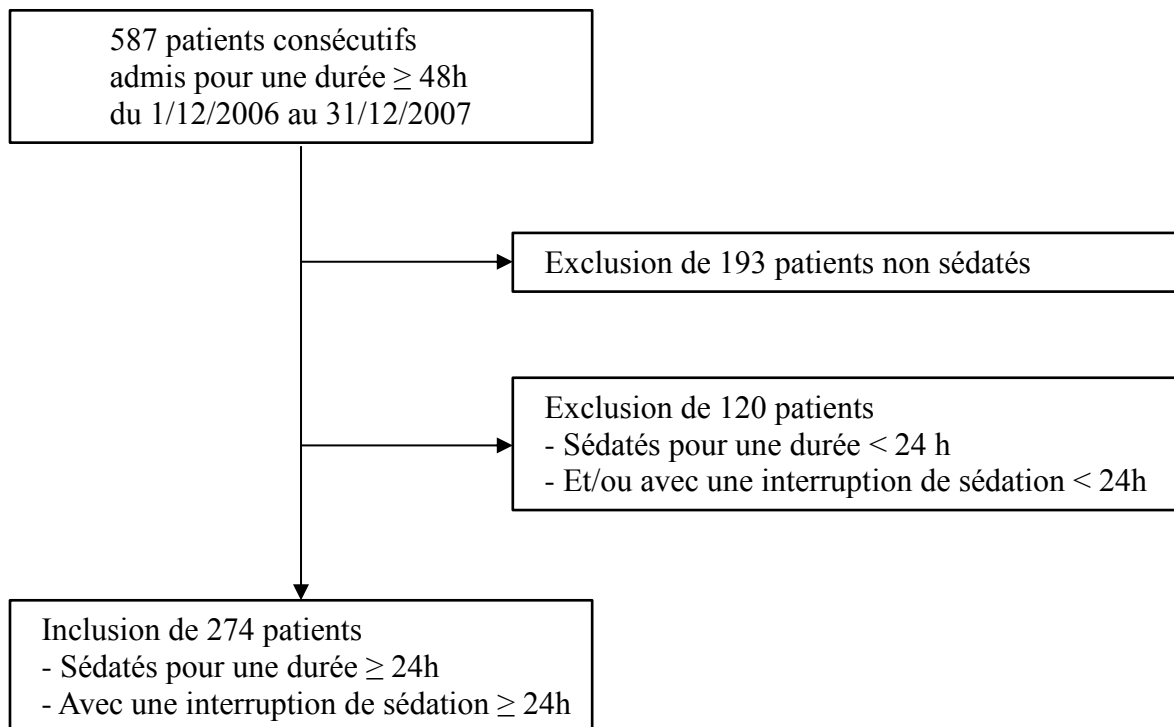 587 patients consécutifs
admis pour une durée ≥ 48h
du 1/12/2006 au 31/12/2007
Exclusion de 193 patients non sédatés
Exclusion de 120 patients
- Sédatés pour une durée < 24 h
- Et/ou avec une interruption de sédation < 24h
Inclusion de 274 patients
- Sédatés pour une durée ≥ 24h
- Avec une interruption de sédation ≥ 24h